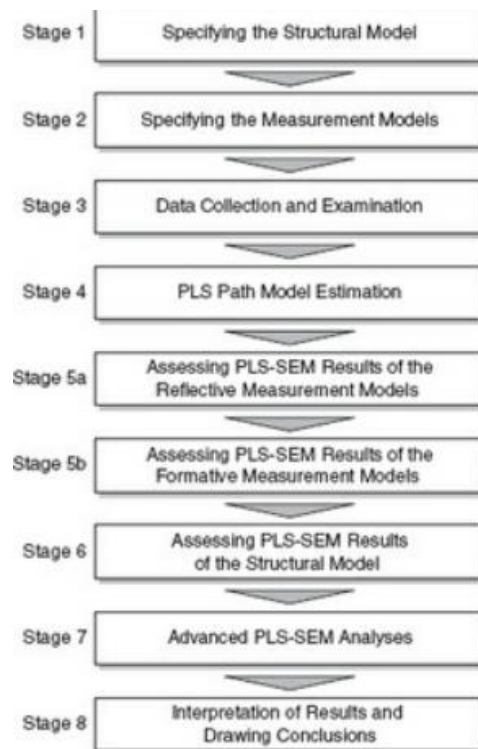 Stage 1 Specifying the Structural Model
Stage 2 Specifying the Measurement Models
Stage 3 Data Collection and Examination
Stage 4 PLS Path Model Estimation
Stage 5a Assessing PLS-SEM Results of the
Reflective Measurement Models
Stage 5b Assessing PLS-SEM Results of the
Formative Measurement Models
Stage 6 Assessing PLS-SEM Results
of the Structural Model
Stage 7 Advanced PLS-SEM Analyses
Stage 8 Interpretation of Results and
Drawing Conclusions